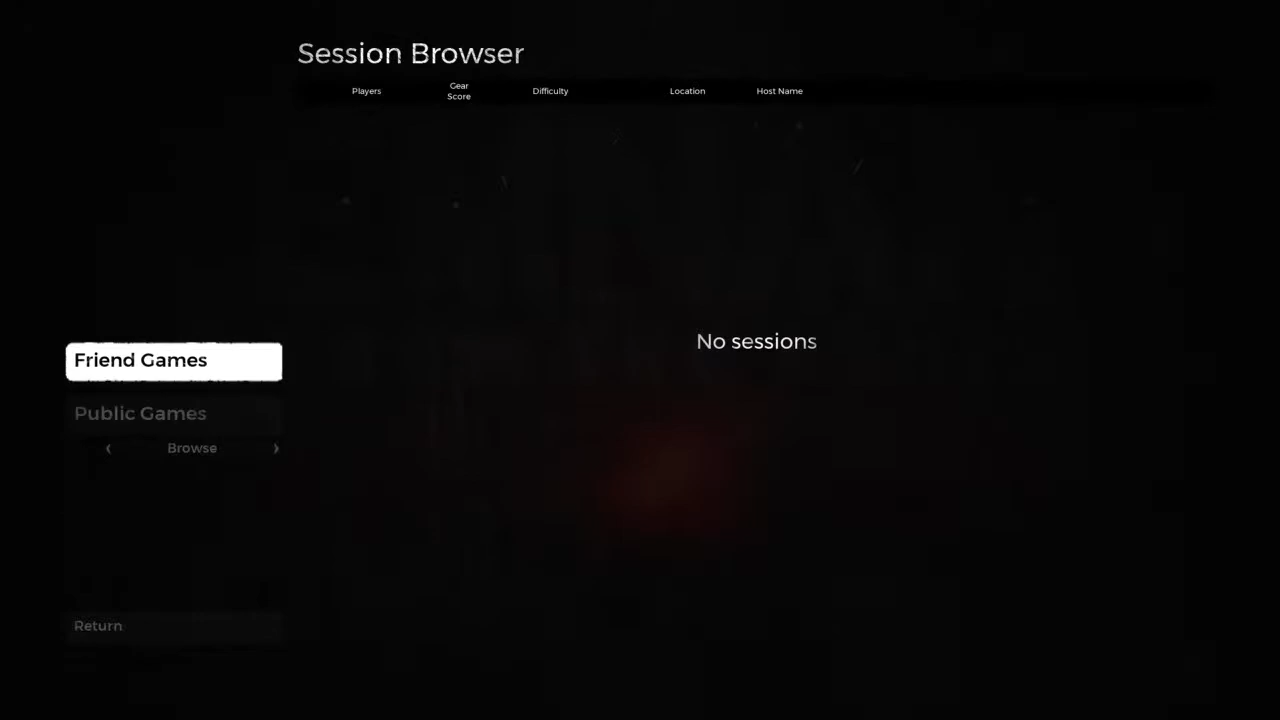 Session Browser
Players
Gear
Score
Difficulty
Location
Host Name
No sessions
Friend Games
Public Games
‹ Browse ›
Return